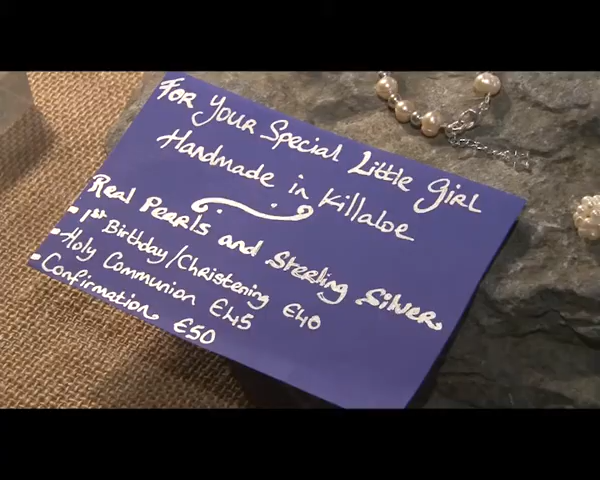 For Your Special Little Girl
Handmade in Killaloe
Real Pearls and Sterling Silver
• 1st Birthday/Christening €40
• Holy Communion €45
• Confirmation €50